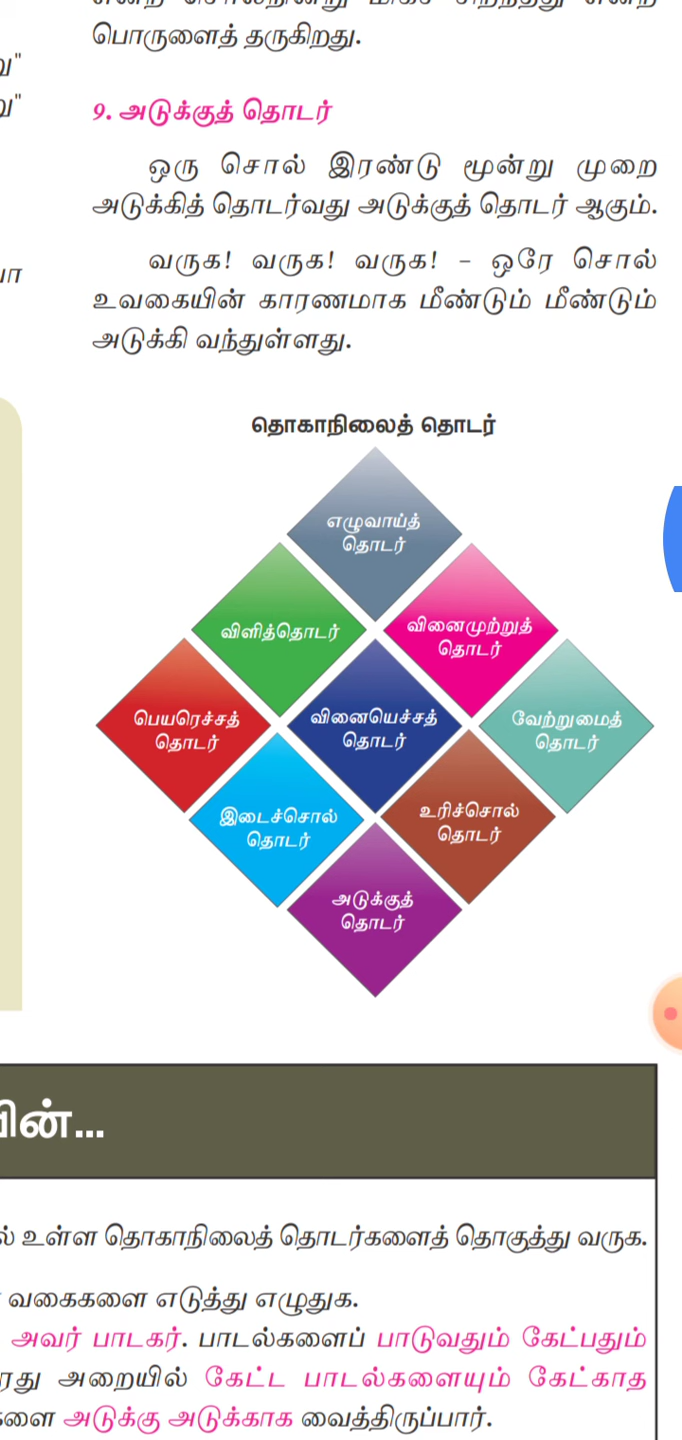 பொருளைத் தருகிறது.
9. அடுக்குத் தொடர்
ஒரு சொல் இரண்டு மூன்று முறை
அடுக்கித் தொடர்வது அடுக்குத் தொடர் ஆகும்.
வருக! வருக! வருக! – ஒரே சொல்
உவகையின் காரணமாக மீண்டும் மீண்டும்
அடுக்கி வந்துள்ளது.
தொகாநிலைத் தொடர்
எழுவாய்த்
தொடர்
விளித்தொடர்
வினைமுற்றுத்
தொடர்
பெயரெச்சத்
தொடர்
வினையெச்சத்
தொடர்
வேற்றுமைத்
தொடர்
இடைச்சொல்
தொடர்
உரிச்சொல்
தொடர்
அடுக்குத்
தொடர்
உள்ள தொகாநிலைத் தொடர்களைத் தொகுத்து வருக.
வகைகளை எடுத்து எழுதுக.
அவர் பாடகர். பாடல்களைப் பாடுவதும் கேட்பதும்
அறையில் கேட்ட பாடல்களையும் கேட்காத
அடுக்கு அடுக்காக வைத்திருப்பார்.